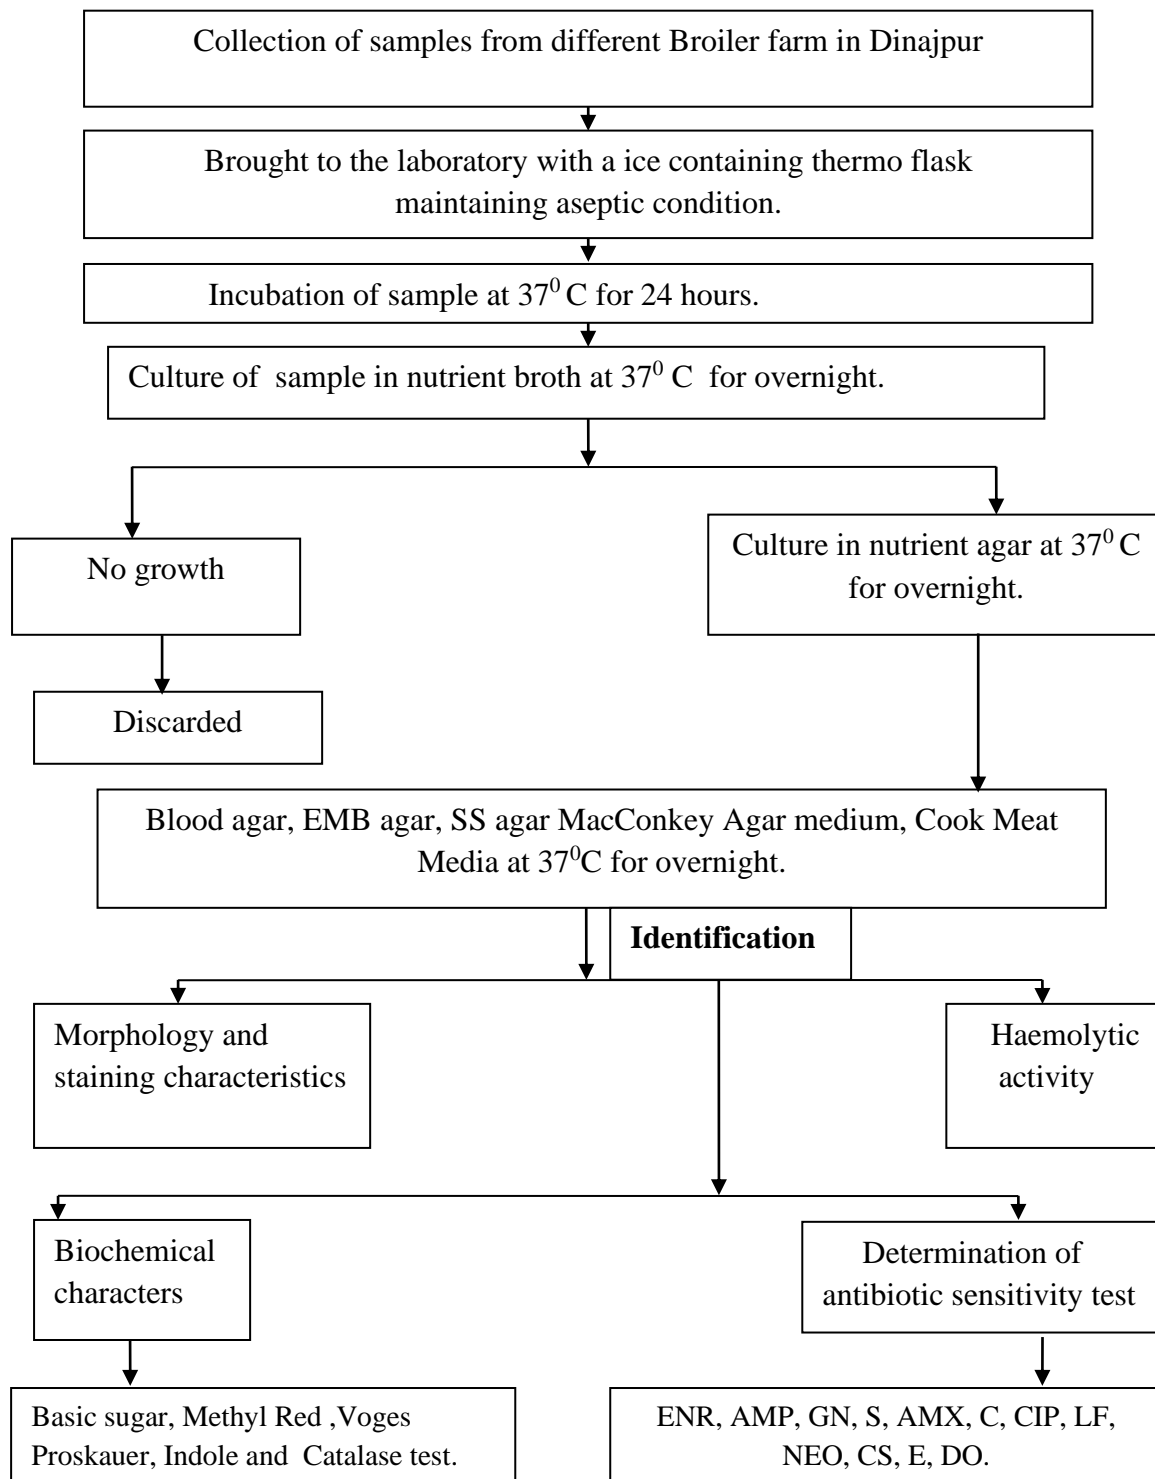 Collection of samples from different Broiler farm in Dinajpur
Brought to the laboratory with a ice containing thermo flask
maintaining aseptic condition.
Incubation of sample at 37⁰ C for 24 hours.
Culture of sample in nutrient broth at 37⁰ C for overnight.
No growth
Culture in nutrient agar at 37⁰ C
for overnight.
Discarded
Blood agar, EMB agar, SS agar MacConkey Agar medium, Cook Meat
Media at 37⁰C for overnight.
Identification
Morphology and
staining characteristics
Haemolytic
activity
Biochemical
characters
Determination of
antibiotic sensitivity test
Basic sugar, Methyl Red ,Voges
Proskauer, Indole and Catalase test.
ENR, AMP, GN, S, AMX, C, CIP, LF,
NEO, CS, E, DO.